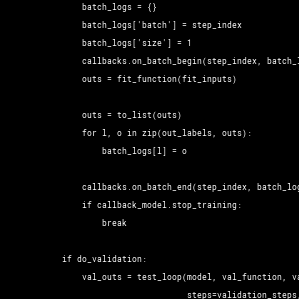 batch_logs = {}
batch_logs['batch'] = step_index
batch_logs['size'] = 1
callbacks.on_batch_begin(step_index, batch_l
outs = fit_function(fit_inputs)
outs = to_list(outs)
for l, o in zip(out_labels, outs):
batch_logs[l] = o
callbacks.on_batch_end(step_index, batch_log
if callback_model.stop_training:
break
if do_validation:
val_outs = test_loop(model, val_function, va
steps=validation_steps,